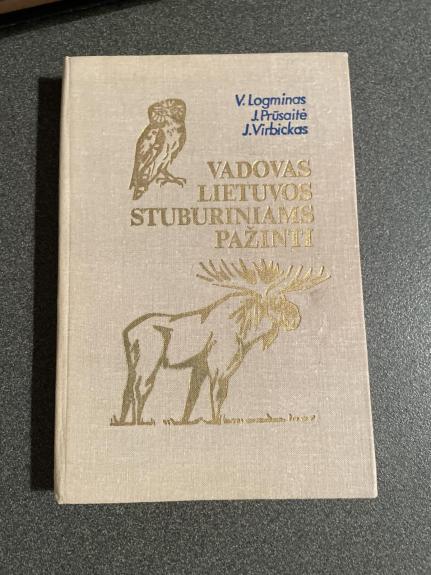 V. Logminas
J. Prūsaitė
J. Virbickas
VADOVAS
LIETUVOS
STUBURINIAMS
PAŽINTI